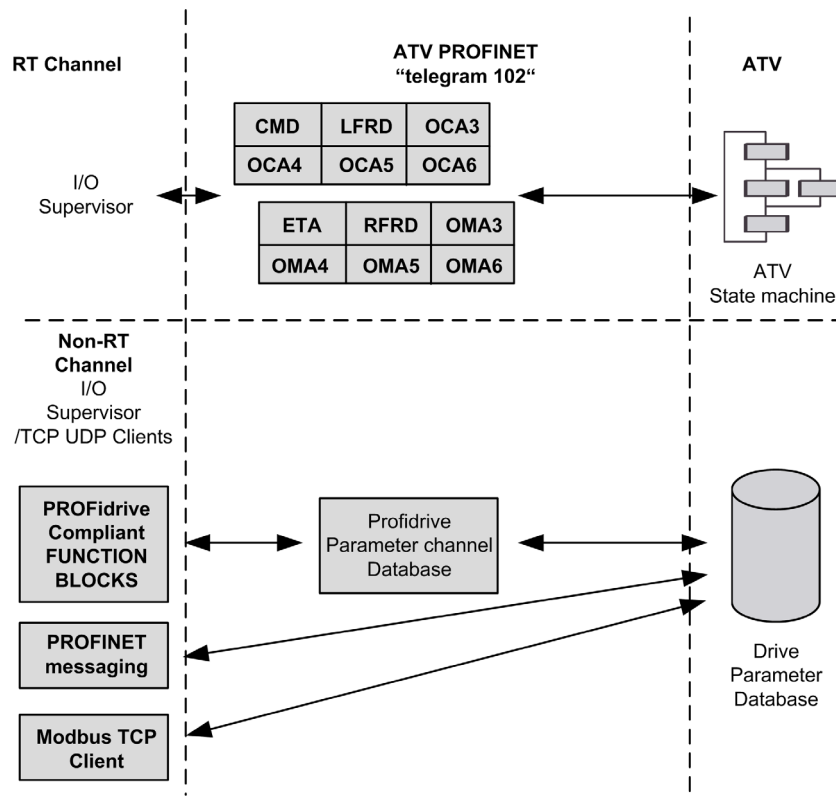 RT Channel
ATV PROFINET
“telegram 102“
ATV
CMD LFRD OCA3
OCA4 OCA5 OCA6
I/O
Supervisor
ETA RFRD OMA3
OMA4 OMA5 OMA6
ATV
State machine
Non-RT
Channel
I/O
Supervisor
/TCP UDP Clients
PROFidrive
Compliant
FUNCTION
BLOCKS
Profidrive
Parameter channel
Database
PROFINET
messaging
Modbus TCP
Client
Drive
Parameter
Database